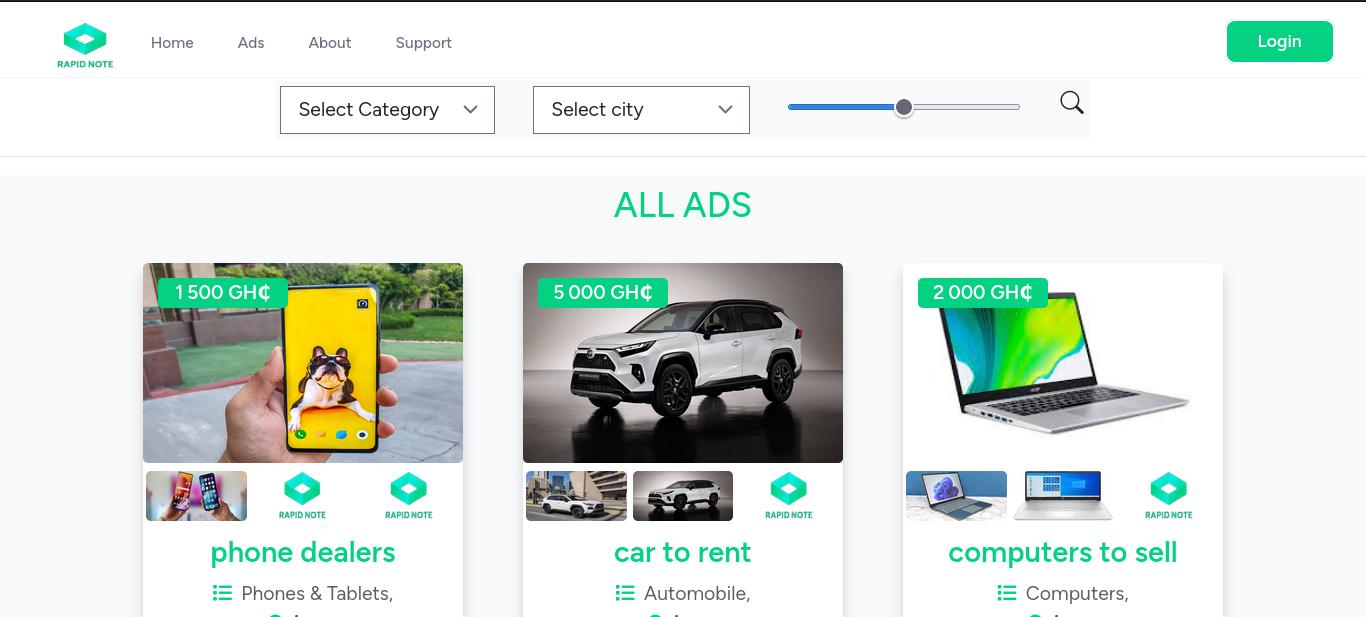 Home
Ads
About
Support
Login
RAPID NOTE
Select Category
Select city
ALL ADS
1 500 GH₵
5 000 GH₵
2 000 GH₵
RAPID NOTE
RAPID NOTE
RAPID NOTE
RAPID NOTE
phone dealers
car to rent
computers to sell
Phones & Tablets,
Automobile,
Computers,